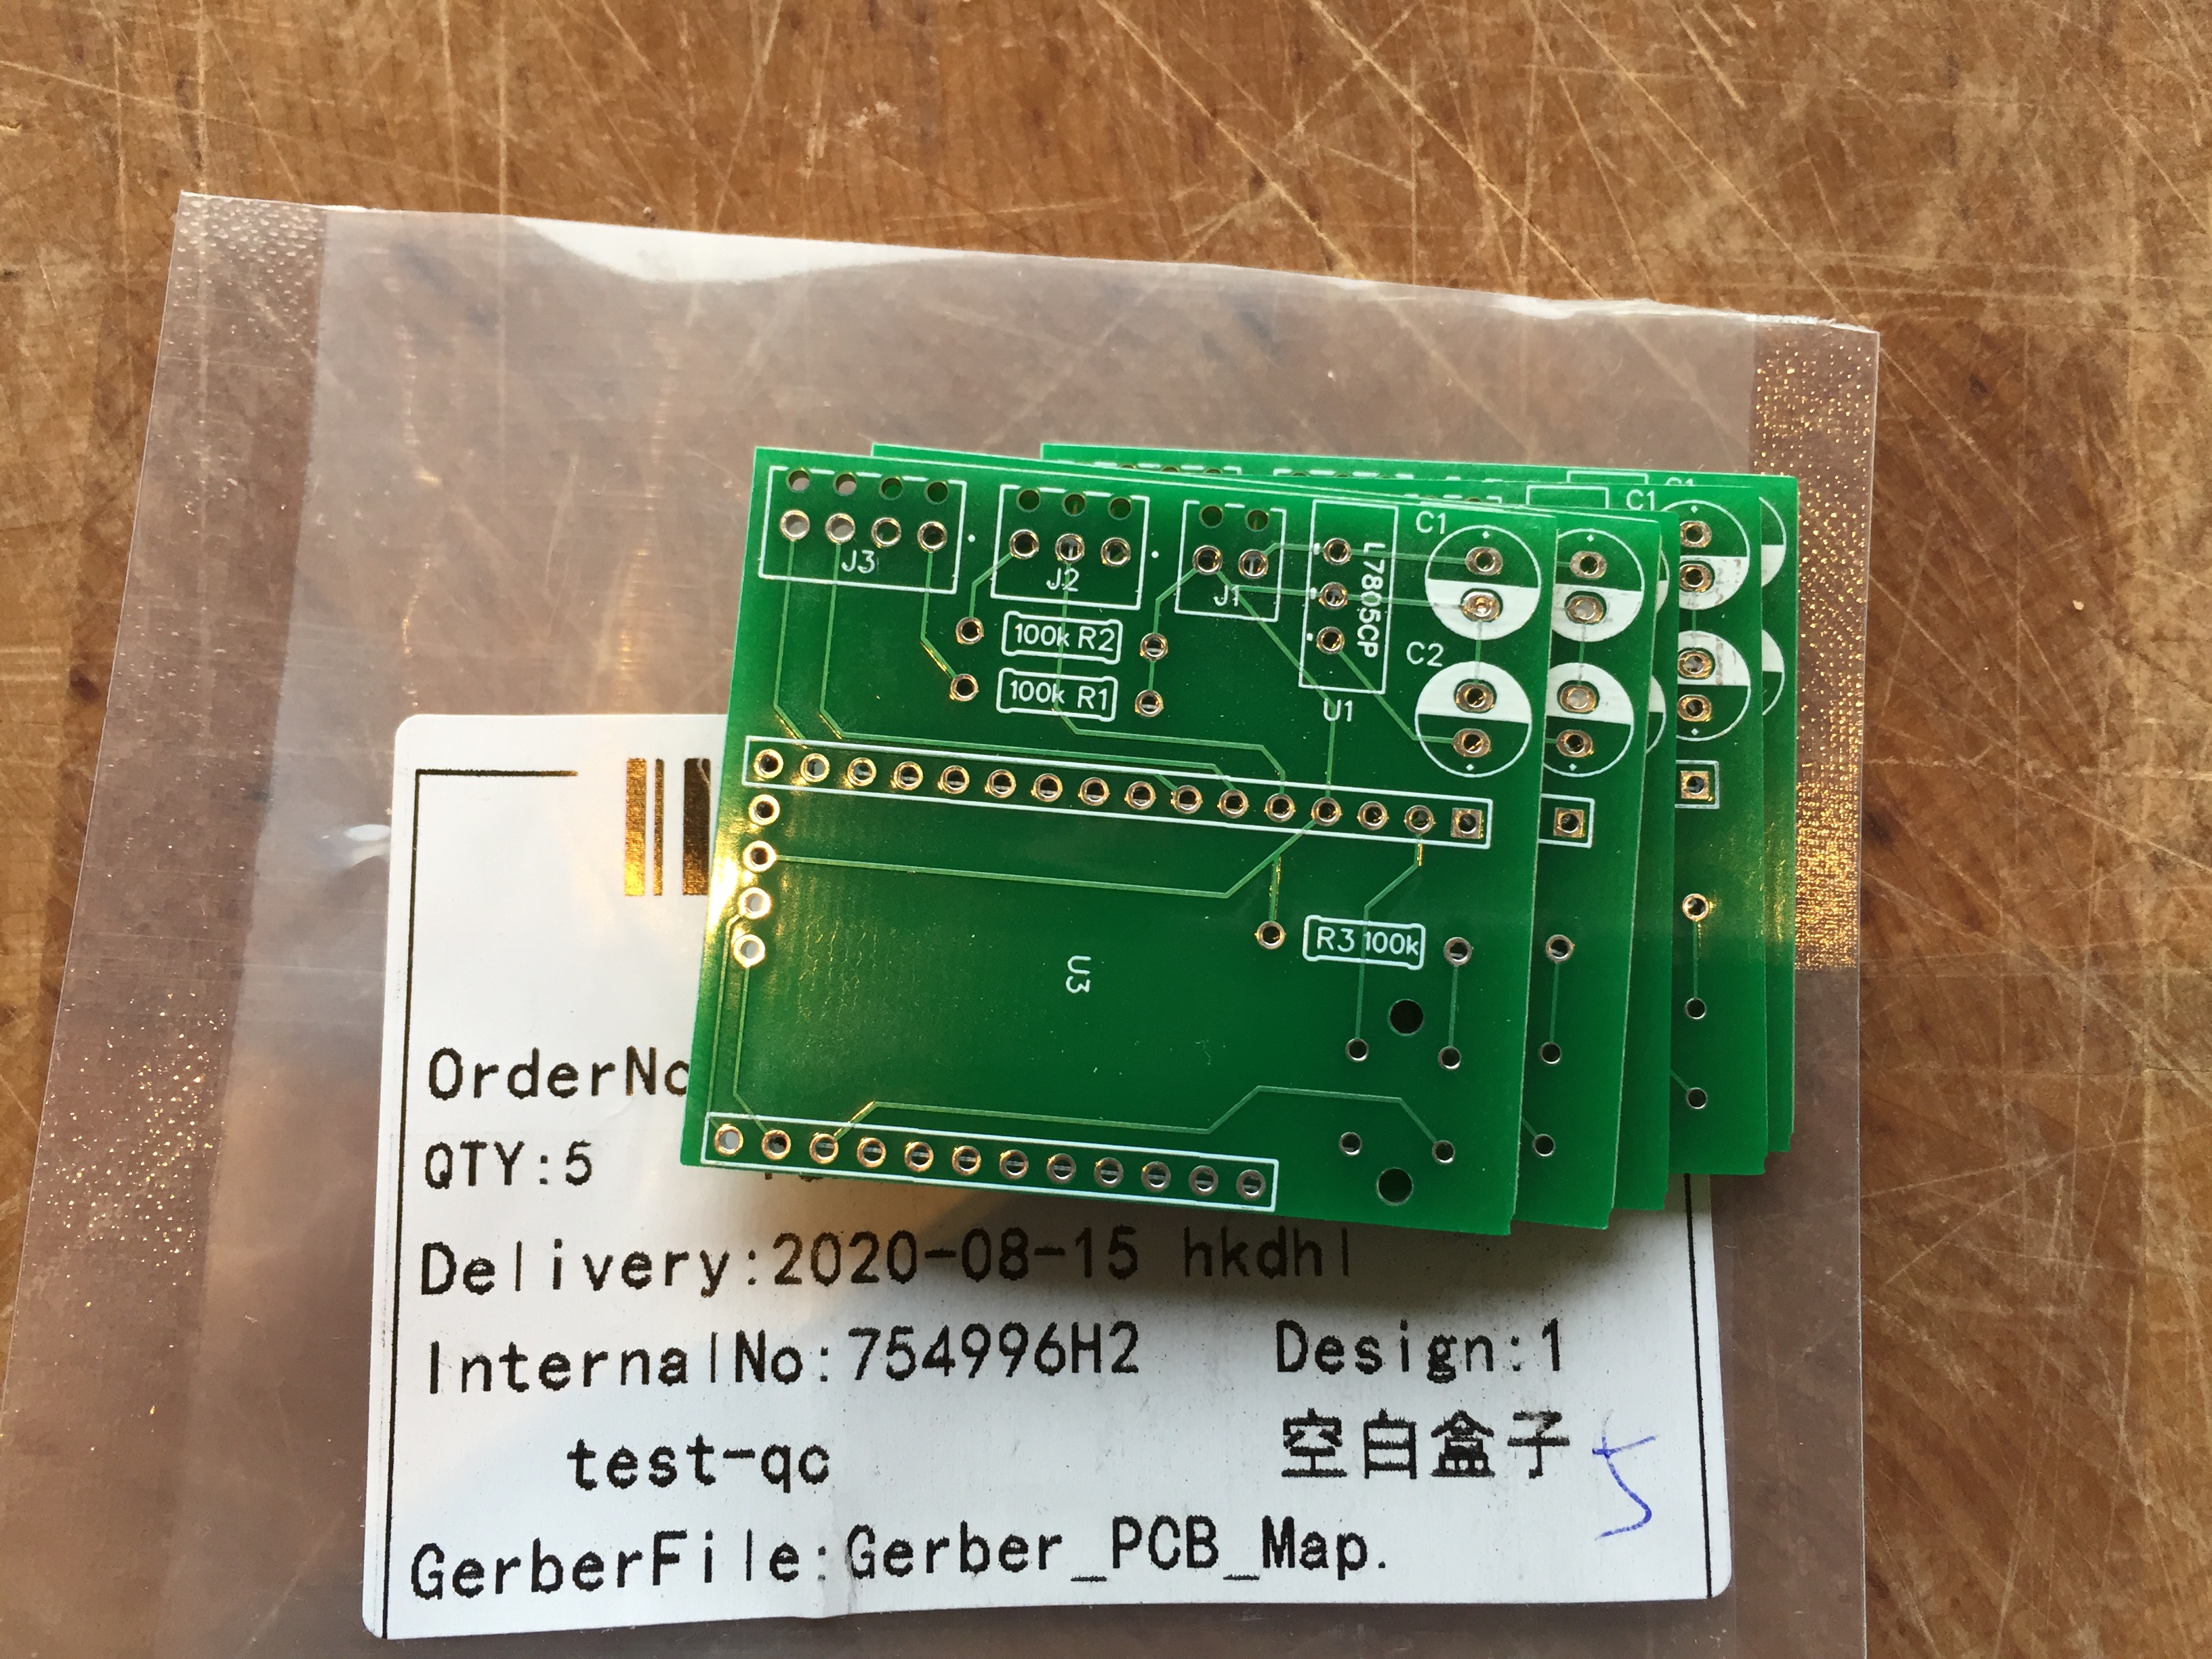 OrderNo
QTY:5
Delivery:2020-08-15 hkdhl
InternalNo:754996H2 Design:1
test-qc 空白盒子
GerberFile:Gerber_PCB_Map.
5
J3
J2
J1
100k R2
100k R1
U3
U1
L7805CP
R3 100k
C1
C2
C1